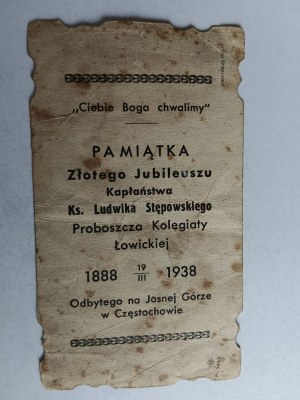 „Ciebie Boga chwalimy"
PAMIĄTKA
Złotego Jubileuszu
Kapłaństwa
Ks. Ludwika Stępowskiego
Proboszcza Kolegiaty
Łowickiej
1888 19/III 1938
Odbytego na Jasnej Górze
w Częstochowie